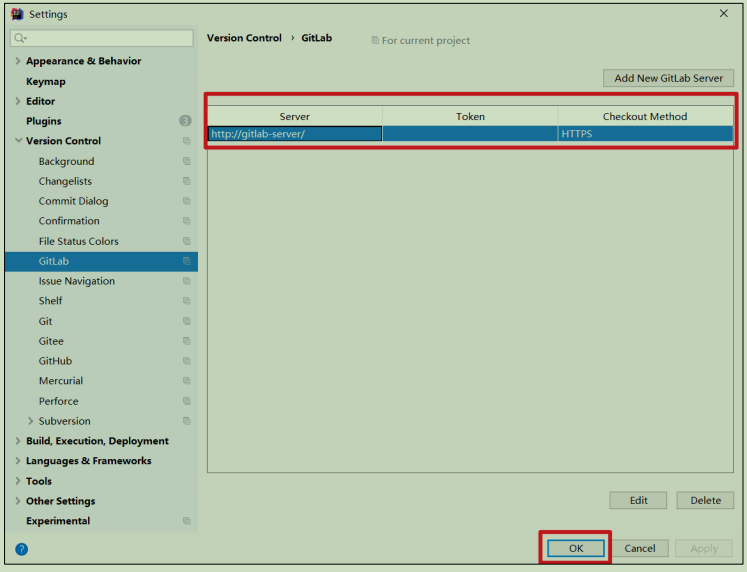 Settings
Version Control › GitLab For current project
Appearance & Behavior
Keymap
Editor
Plugins 3
Version Control
Background
Changelists
Commit Dialog
Confirmation
File Status Colors
GitLab
Issue Navigation
Shelf
Git
Gitee
GitHub
Mercurial
Perforce
Subversion
Build, Execution, Deployment
Languages & Frameworks
Tools
Other Settings
Experimental
Add New GitLab Server
Server Token Checkout Method
http://gitlab-server/ HTTPS
Edit Delete
? OK Cancel Apply